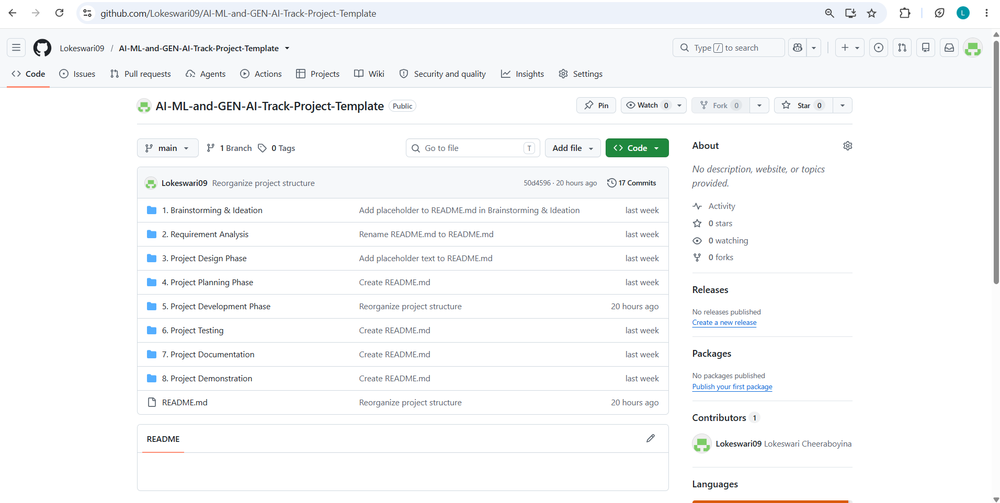 github.com/Lokeswari09/AI-ML-and-GEN-AI-Track-Project-Template
L
Lokeswari09 / AI-ML-and-GEN-AI-Track-Project-Template
Type / to search
Code Issues Pull requests Agents Actions Projects Wiki Security and quality Insights Settings
AI-ML-and-GEN-AI-Track-Project-Template Public
Pin Watch 0 Fork 0 Star 0
main 1 Branch 0 Tags
Go to file T Add file Code
Lokeswari09 Reorganize project structure 50d4596 · 20 hours ago 17 Commits
1. Brainstorming & Ideation Add placeholder to README.md in Brainstorming & Ideation last week
2. Requirement Analysis Rename README.md to README.md last week
3. Project Design Phase Add placeholder text to README.md last week
4. Project Planning Phase Create README.md last week
5. Project Development Phase Reorganize project structure 20 hours ago
6. Project Testing Create README.md last week
7. Project Documentation Create README.md last week
8. Project Demonstration Create README.md last week
README.md Reorganize project structure 20 hours ago
README
About
No description, website, or topics
provided.
Activity
0 stars
0 watching
0 forks
Releases
No releases published
Create a new release
Packages
No packages published
Publish your first package
Contributors 1
Lokeswari09 Lokeswari Cheeraboyina
Languages